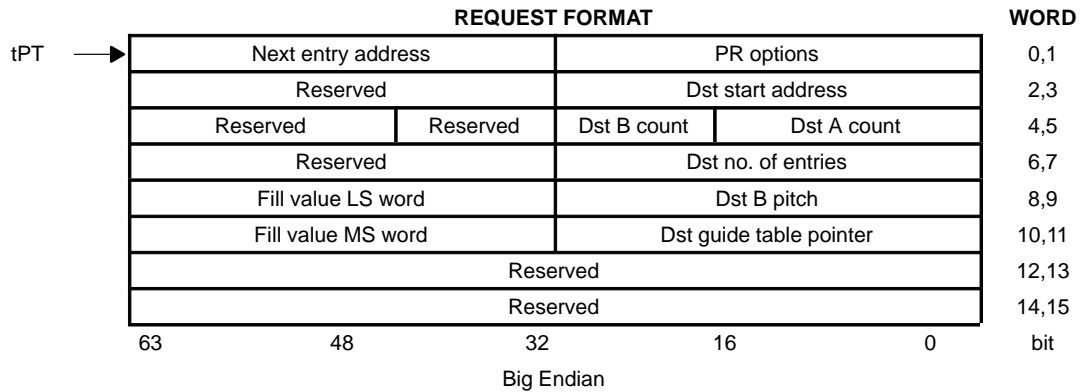 REQUEST FORMAT WORD
tPT Next entry address PR options 0,1
Reserved Dst start address 2,3
Reserved Reserved Dst B count Dst A count 4,5
Reserved Dst no. of entries 6,7
Fill value LS word Dst B pitch 8,9
Fill value MS word Dst guide table pointer 10,11
Reserved 12,13
Reserved 14,15
63 48 32 16 0 bit
Big Endian